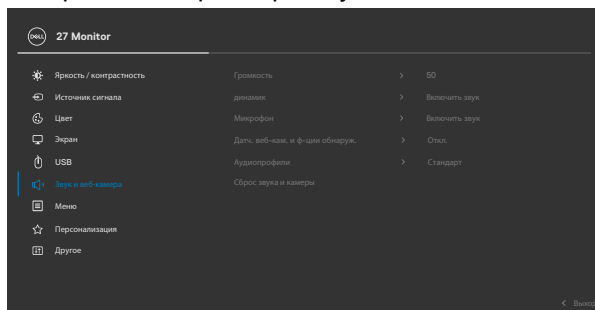 DELL 27 Monitor
Яркость / контрастность Громкость > 50
Источник сигнала динамик > Включить звук
Цвет Микрофон > Включить звук
Экран Датч. веб-кам. и ф-ции обнаруж. > Откл.
USB Аудиопрофили > Стандарт
Звук и веб-камера Сброс звука и камеры
Меню
Персонализация
Другое
< Выход